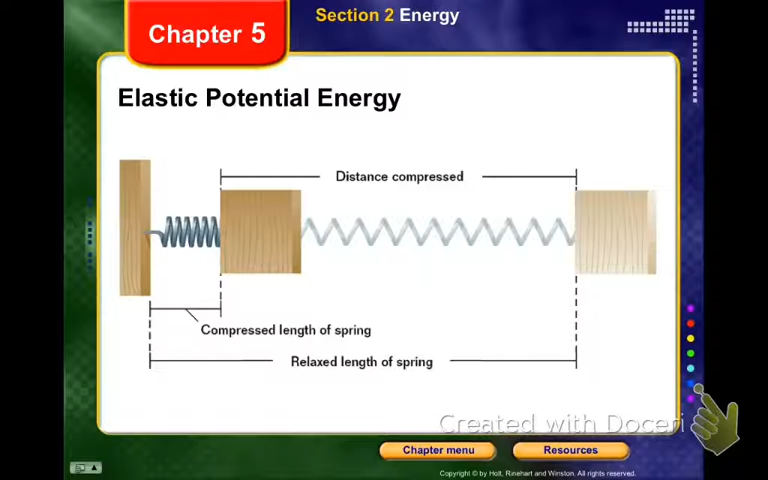 Section 2 Energy
Chapter 5
Elastic Potential Energy
Distance compressed
Compressed length of spring
Relaxed length of spring
Created with Doceri
Chapter menu
Resources
Copyright © by Holt, Rinehart and Winston. All rights reserved.